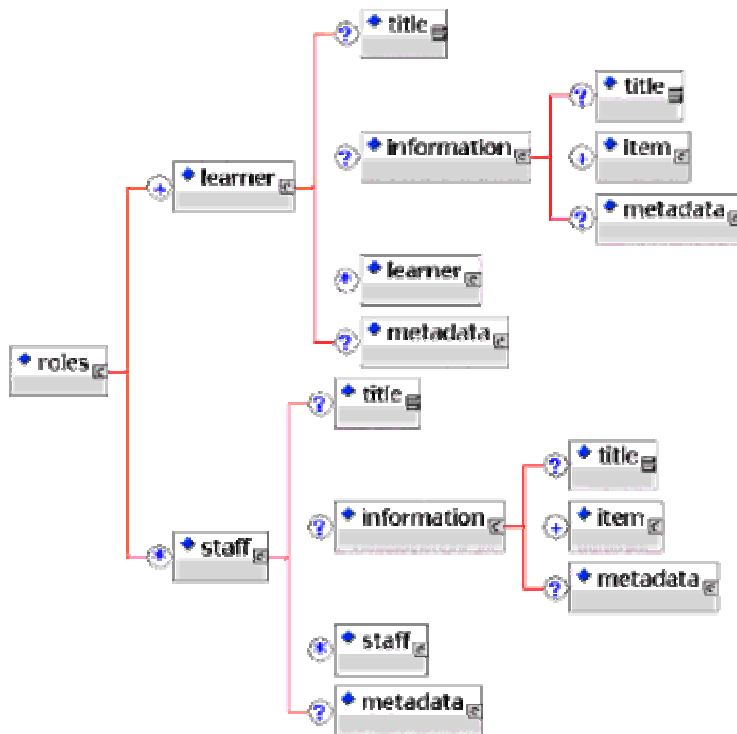 title
title
information
item
learner
metadata
learner
metadata
roles
title
title
information
item
staff
metadata
staff
metadata